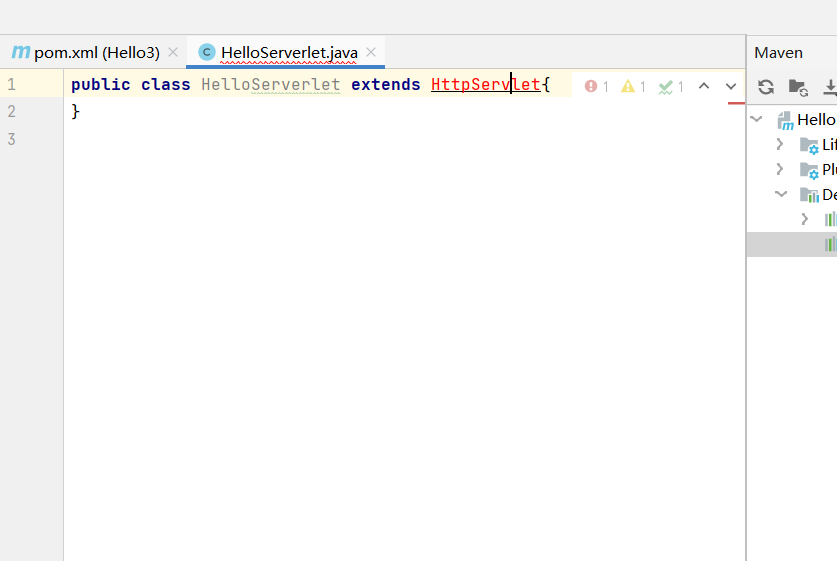 m pom.xml (Hello3) × C HelloServerlet.java × Maven
1 public class HelloServerlet extends HttpServlet{ 1 1 1
2 }
3
Hello
Lif
Plu
De